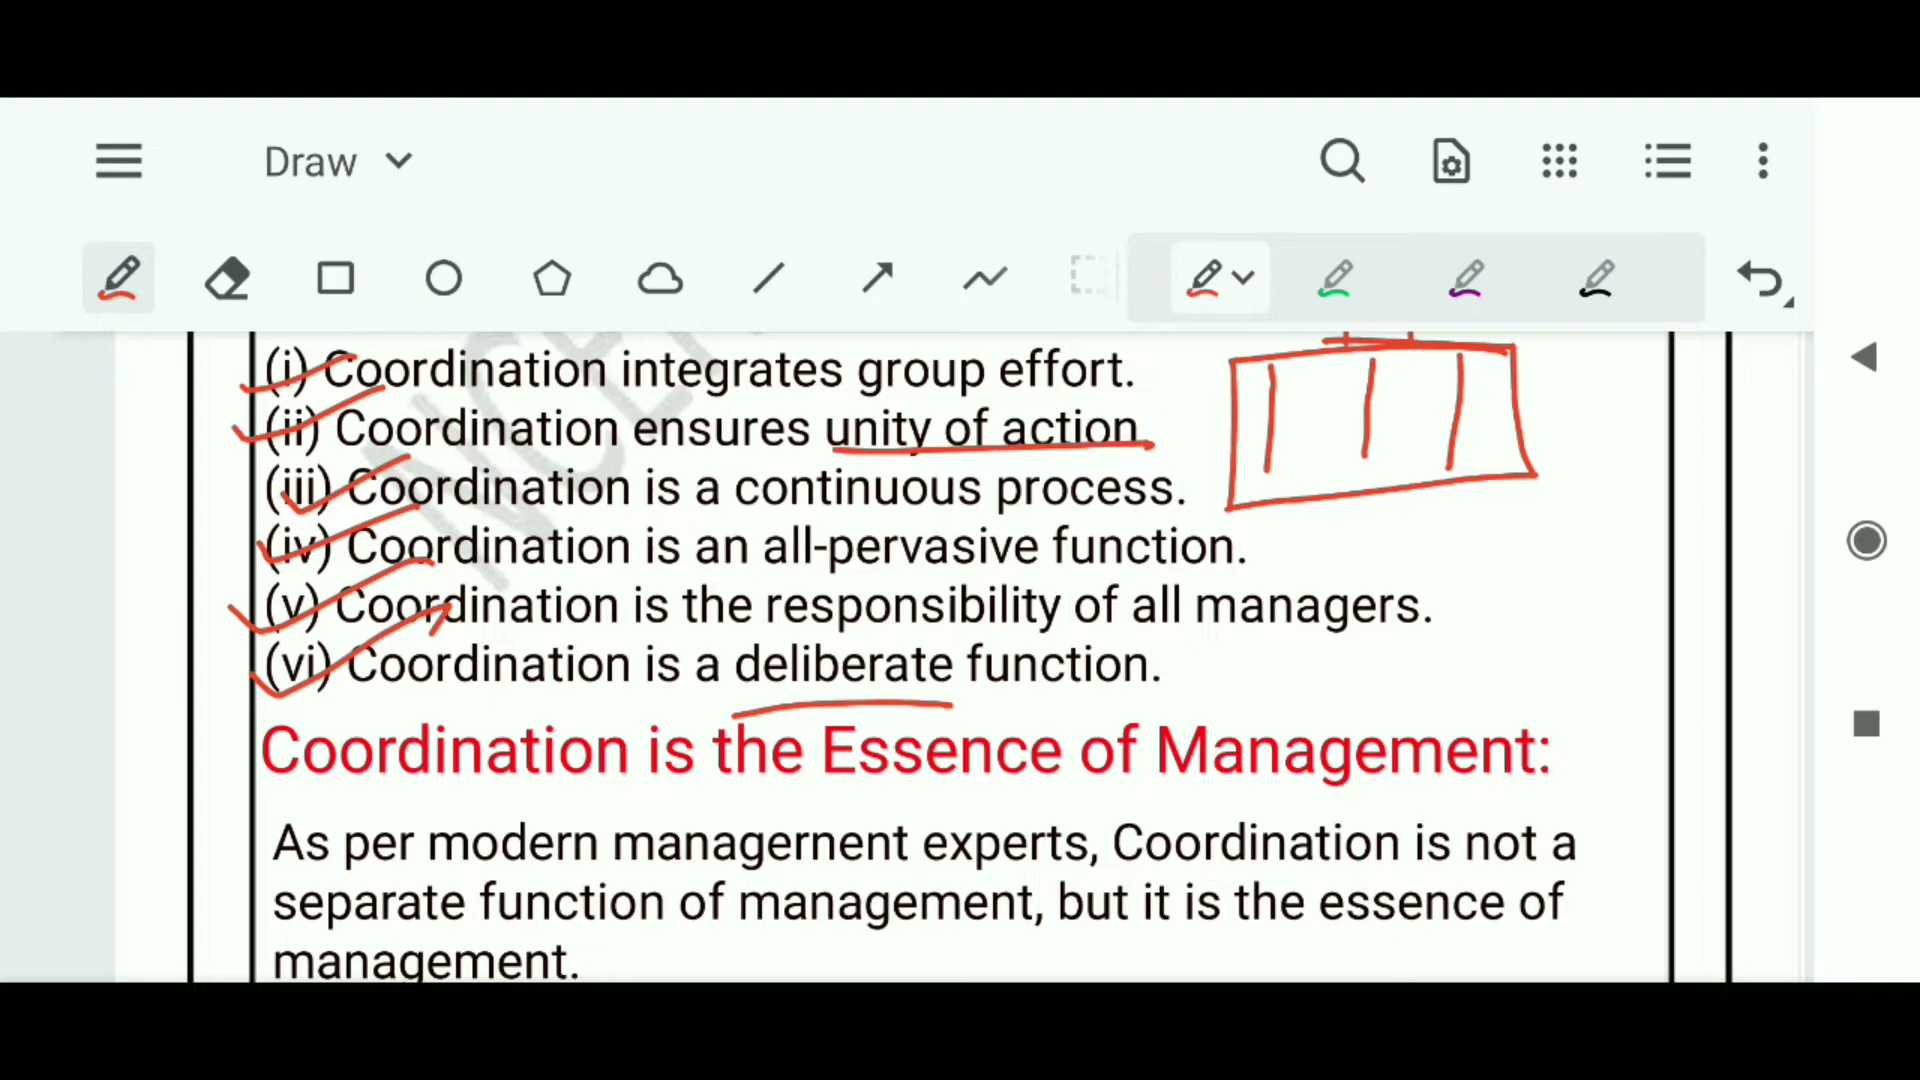 Draw
(i) Coordination integrates group effort.
(ii) Coordination ensures unity of action
(iii) Coordination is a continuous process.
(iv) Coordination is an all-pervasive function.
(v) Coordination is the responsibility of all managers.
(vi) Coordination is a deliberate function.
Coordination is the Essence of Management:
As per modern managernent experts, Coordination is not a
separate function of management, but it is the essence of
management.